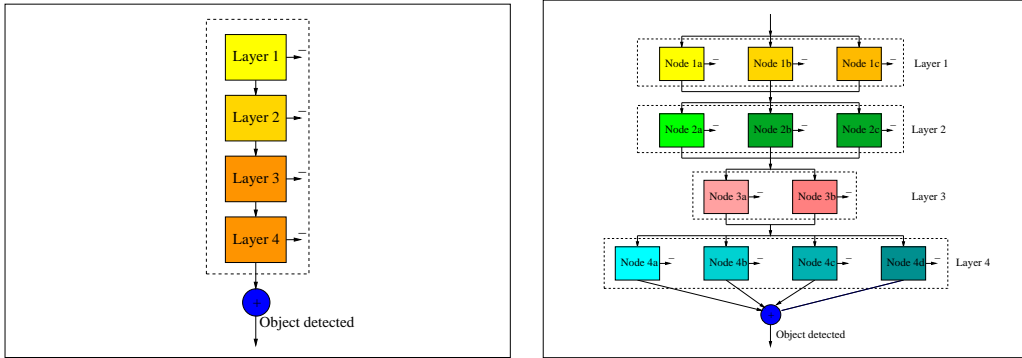 Layer 1 –
Layer 2 –
Layer 3 –
Layer 4 –
+
Object detected
Node 1a – Node 1b – Node 1c – Layer 1
Node 2a – Node 2b – Node 2c – Layer 2
Node 3a – Node 3b – Layer 3
Node 4a – Node 4b – Node 4c – Node 4d – Layer 4
+
Object detected